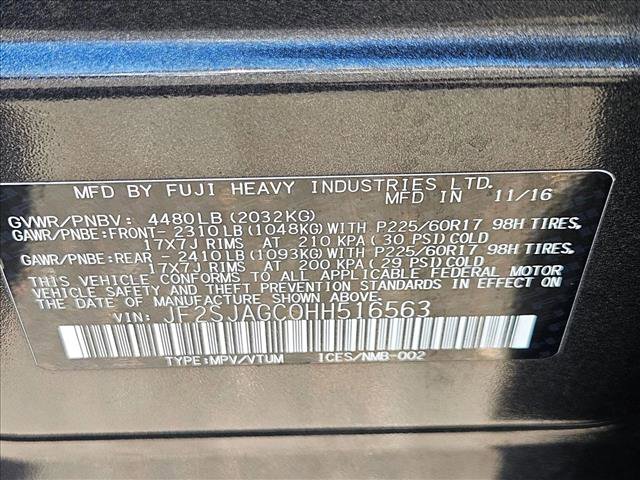 MFD BY FUJI HEAVY INDUSTRIES LTD.
MFD IN 11/16
GVWR/PNBV: 4480LB(2032KG)
GAWR/PNBE:FRONT-2310LB(1048KG)WITH P225/60R17 98H TIRES,
17X7J RIMS AT 210 KPA(30 PSI)COLD
GAWR/PNBE:REAR -2410LB(1093KG)WITH P225/60R17 98H TIRES,
17X7J RIMS AT 200 KPA(29 PSI)COLD
THIS VEHICLE CONFORMS TO ALL APPLICABLE FEDERAL MOTOR
VEHICLE SAFETY AND THEFT PREVENTION STANDARDS IN EFFECT ON
THE DATE OF MANUFACTURE SHOWN ABOVE.
VIN: JF2SJAGC0HH516563
TYPE:MPV/VTUM ICES/NMB-002